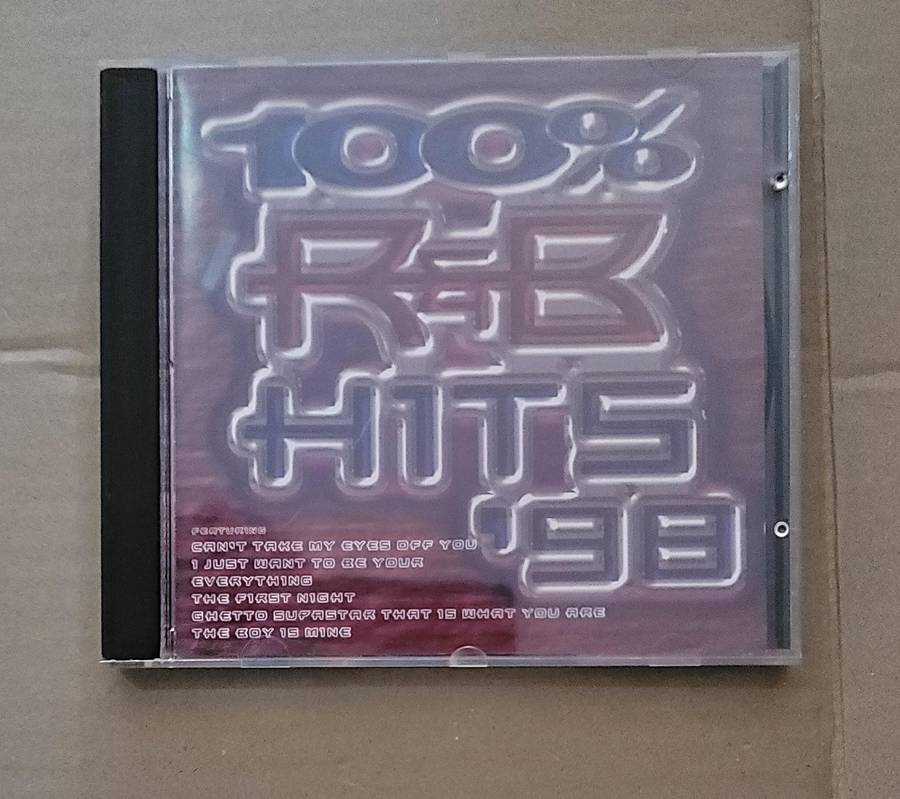 100%
R&B
HITS
'98
FEATURING
CAN'T TAKE MY EYES OFF YOU
I JUST WANT TO BE YOUR
EVERYTHING
THE FIRST NIGHT
GHETTO SUPASTAR THAT IS WHAT YOU ARE
THE BOY IS MINE